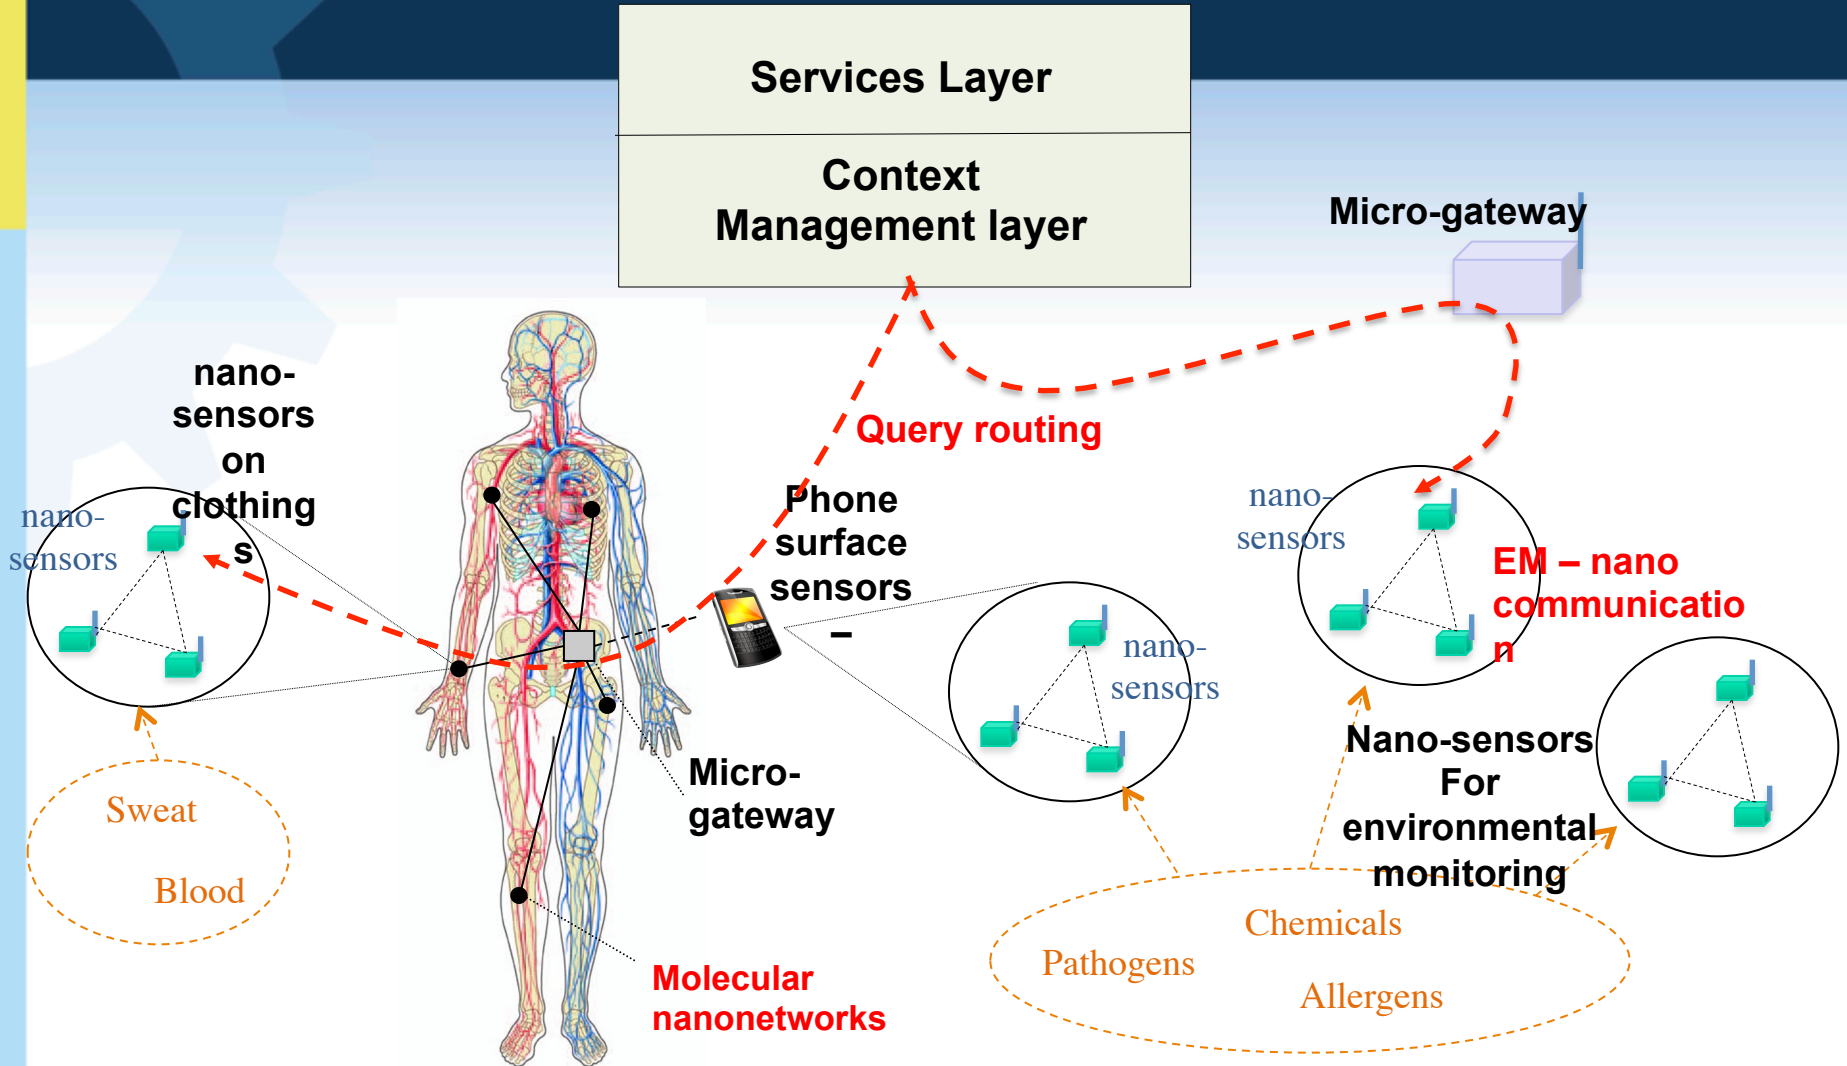 Services Layer
Context
Management layer
Micro-gateway
nano-
sensors
on
clothing
s
nano-
sensors
Query routing
Phone
surface
sensors
–
nano-
sensors
nano-
sensors
EM – nano
communicatio
n
Nano-sensors
For
environmental
monitoring
Micro-
gateway
Sweat
Blood
Molecular
nanonetworks
Chemicals
Pathogens
Allergens